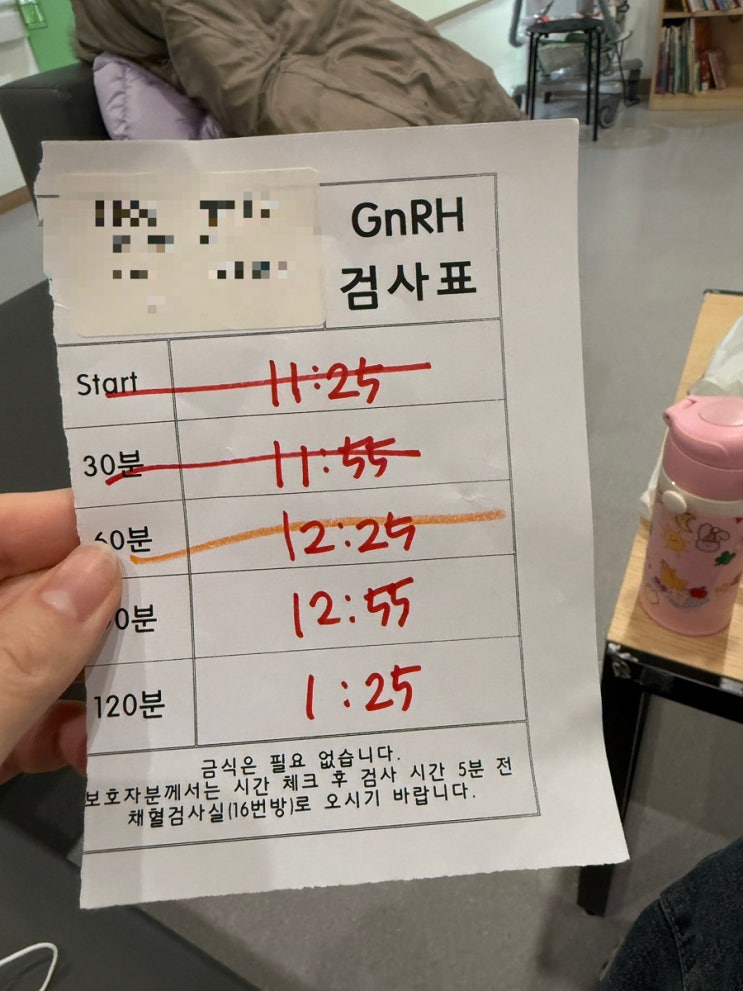 GnRH
검사표
Start 11:25
30분 11:55
60분 12:25
0분 12:55
120분 1:25
금식은 필요 없습니다.
보호자분께서는 시간 체크 후 검사 시간 5분 전
채혈검사실(16번방)로 오시기 바랍니다.